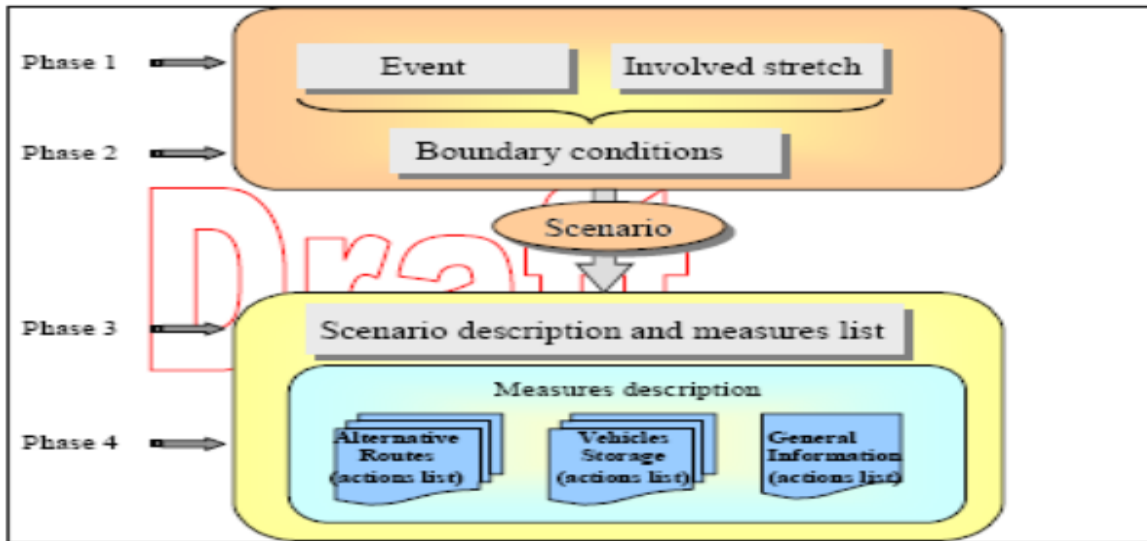 Phase 1
Event
Involved stretch
Phase 2
Boundary conditions
Draft
Scenario
Phase 3
Scenario description and measures list
Measures description
Phase 4
Alternative
Routes
(actions list)
Vehicles
Storage
(actions list)
General
Information
(actions list)